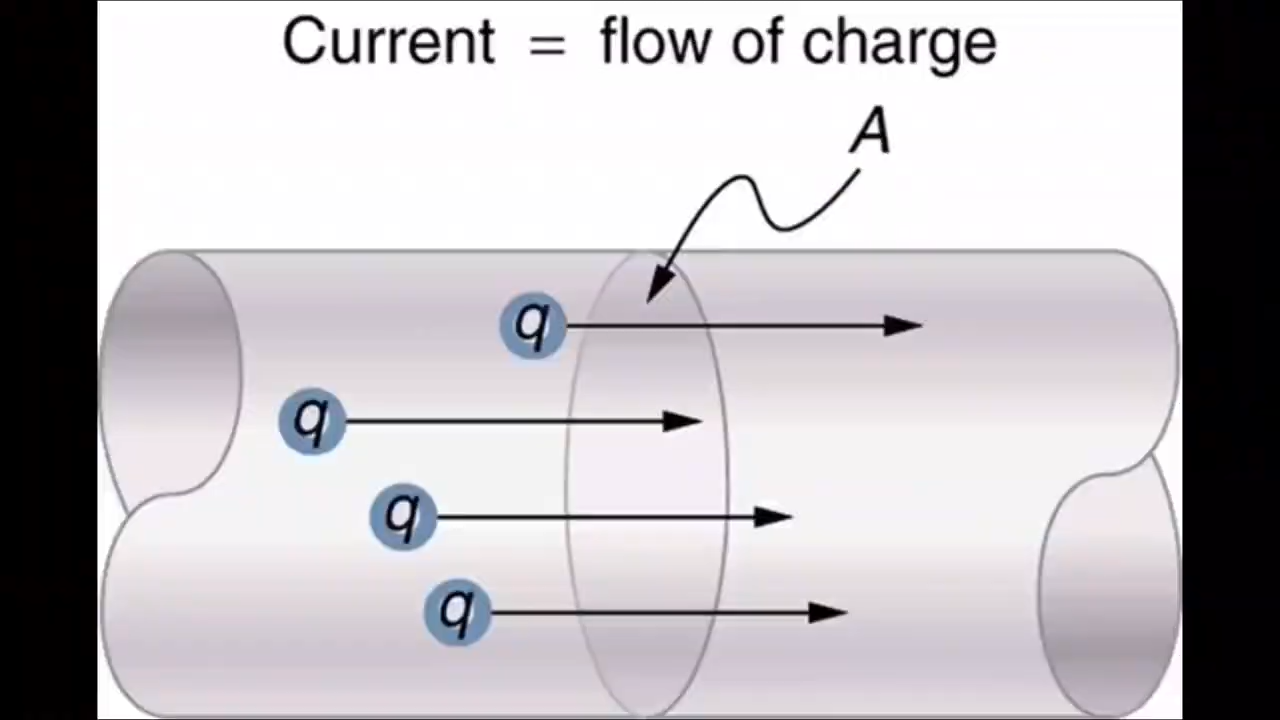 Current = flow of charge
A
q
q
q
q